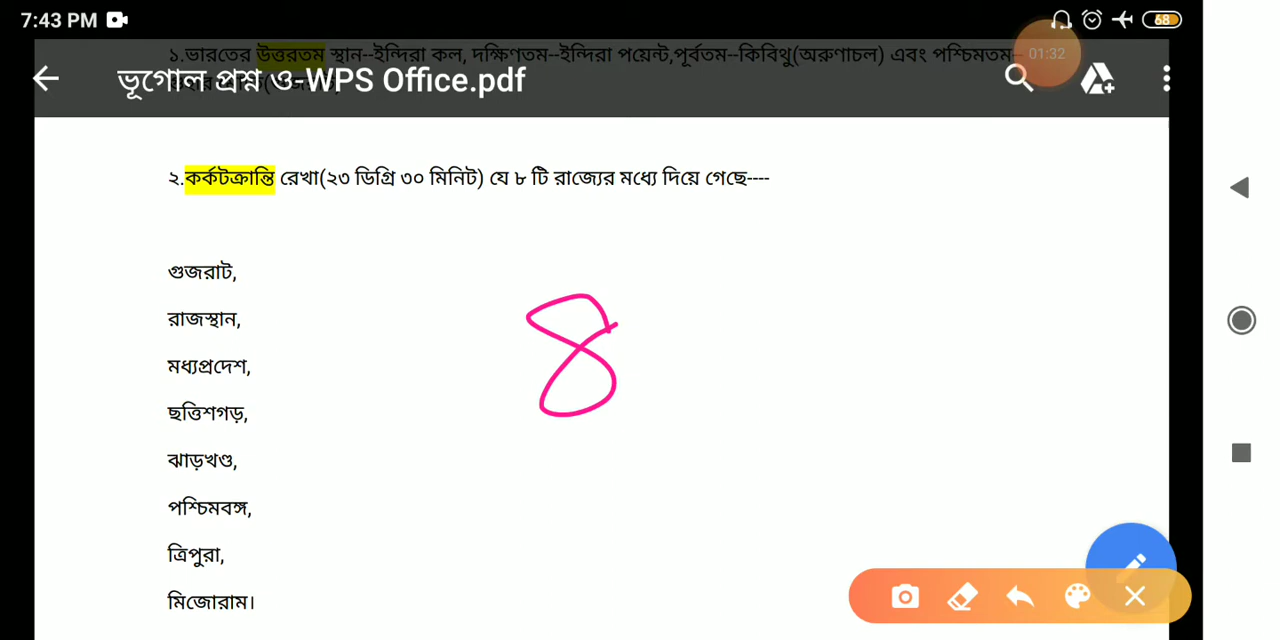 7:43 PM
68
১.ভারতের উত্তরতম স্থান--ইন্দিরা কল, দক্ষিণতম--ইন্দিরা পয়েন্ট,পূর্বতম--কিবিথু(অরুণাচল) এবং পশ্চিমতম--
01:32
ভূগোল প্রশ্ন ও-WPS Office.pdf
২.কর্কটক্রান্তি রেখা(২৩ ডিগ্রি ৩০ মিনিট) যে ৮ টি রাজ্যের মধ্যে দিয়ে গেছে----
গুজরাট,
রাজস্থান,
8
মধ্যপ্রদেশ,
ছত্তিশগড়,
ঝাড়খণ্ড,
পশ্চিমবঙ্গ,
ত্রিপুরা,
মিজোরাম।